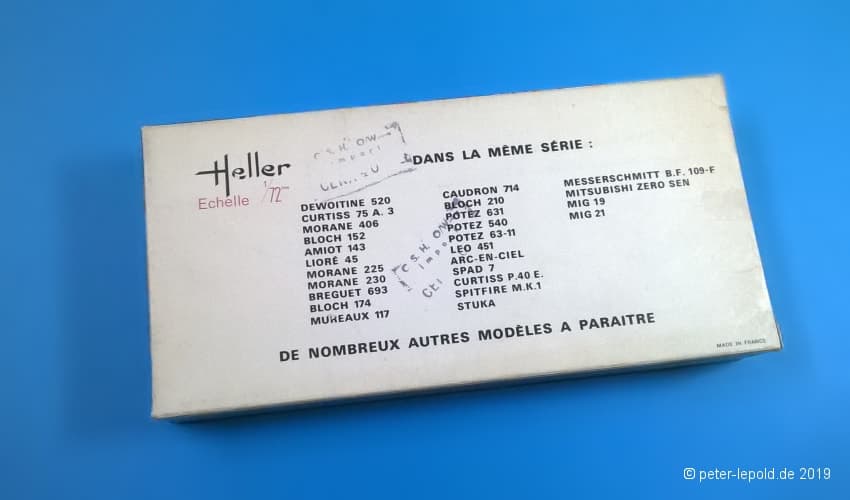 Heller
Echelle 1/72ème
DANS LA MÊME SÉRIE :
DEWOITINE 520
CURTISS 75 A. 3
MORANE 406
BLOCH 152
AMIOT 143
LIORÉ 45
MORANE 225
MORANE 230
BREGUET 693
BLOCH 174
MUREAUX 117
CAUDRON 714
BLOCH 210
POTEZ 631
POTEZ 540
POTEZ 63-11
LEO 451
ARC-EN-CIEL
SPAD 7
CURTISS P.40 E.
SPITFIRE M.K.1
STUKA
MESSERSCHMITT B.F. 109-F
MITSUBISHI ZERO SEN
MIG 19
MIG 21
DE NOMBREUX AUTRES MODÈLES A PARAITRE
MADE IN FRANCE
© peter-lepold.de 2019